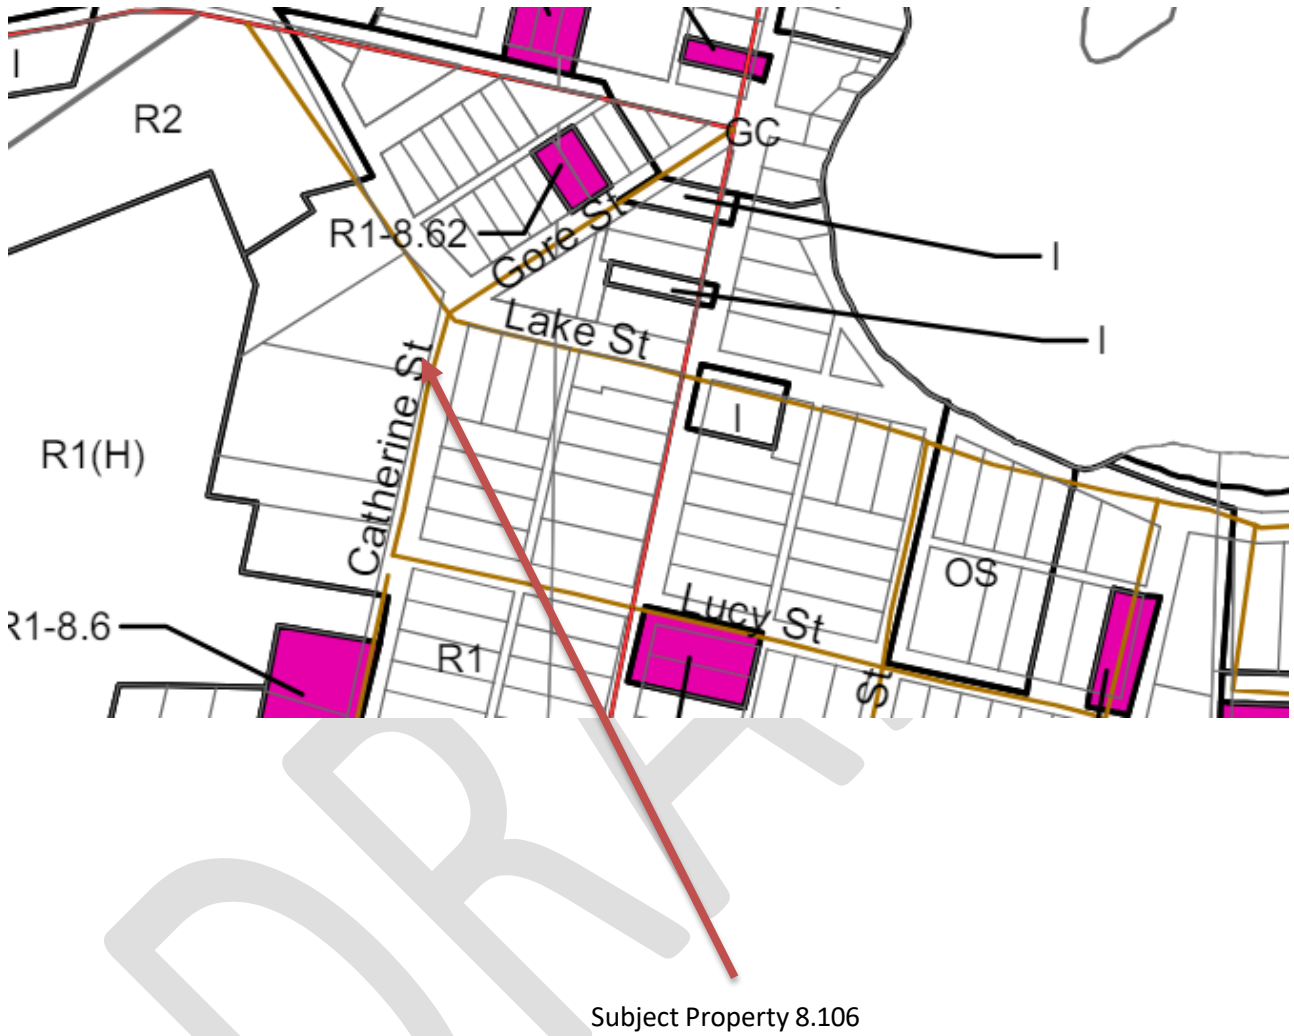 I
R2
GC
R1-8.62
Gore St
I
Lake St
I
Catherine St
I
R1(H)
OS
Lucy St
R1-8.6
R1
St
DRA
Subject Property 8.106